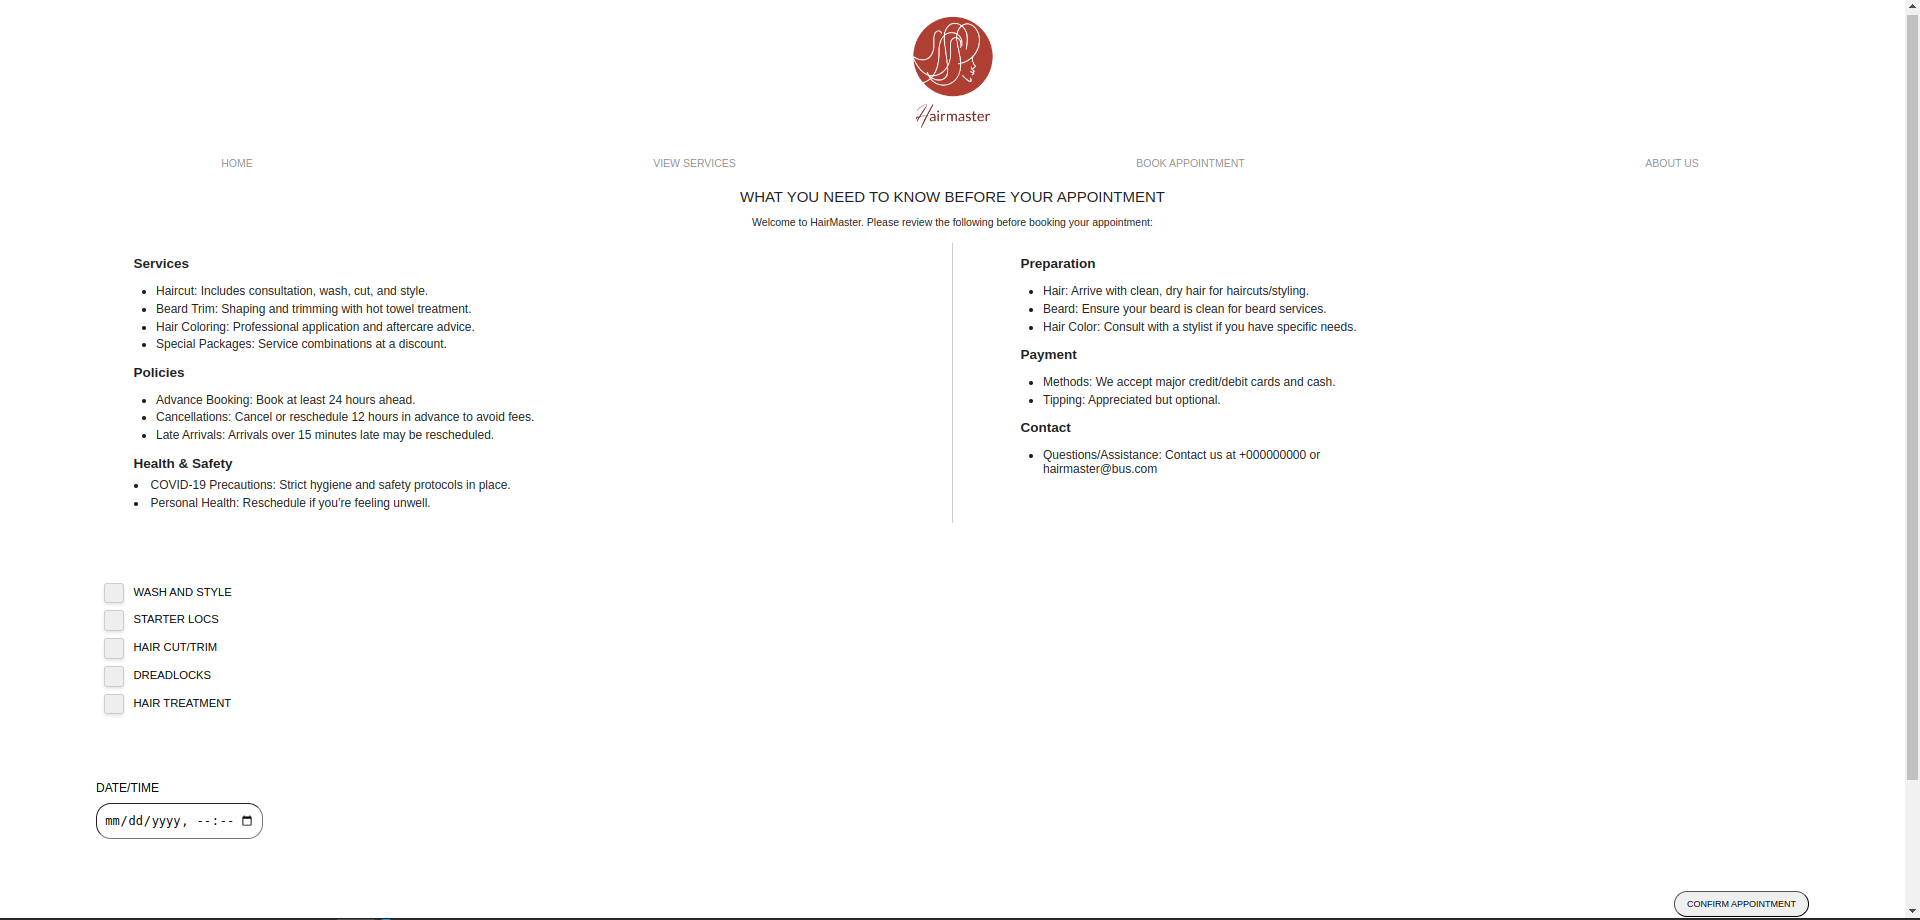 Hairmaster
HOME VIEW SERVICES BOOK APPOINTMENT ABOUT US
WHAT YOU NEED TO KNOW BEFORE YOUR APPOINTMENT
Welcome to HairMaster. Please review the following before booking your appointment:
Services
• Haircut: Includes consultation, wash, cut, and style.
• Beard Trim: Shaping and trimming with hot towel treatment.
• Hair Coloring: Professional application and aftercare advice.
• Special Packages: Service combinations at a discount.
Policies
• Advance Booking: Book at least 24 hours ahead.
• Cancellations: Cancel or reschedule 12 hours in advance to avoid fees.
• Late Arrivals: Arrivals over 15 minutes late may be rescheduled.
Health & Safety
• COVID-19 Precautions: Strict hygiene and safety protocols in place.
• Personal Health: Reschedule if you’re feeling unwell.
Preparation
• Hair: Arrive with clean, dry hair for haircuts/styling.
• Beard: Ensure your beard is clean for beard services.
• Hair Color: Consult with a stylist if you have specific needs.
Payment
• Methods: We accept major credit/debit cards and cash.
• Tipping: Appreciated but optional.
Contact
• Questions/Assistance: Contact us at +000000000 or
hairmaster@bus.com
WASH AND STYLE
STARTER LOCS
HAIR CUT/TRIM
DREADLOCKS
HAIR TREATMENT
DATE/TIME
mm/dd/yyyy, --:--
CONFIRM APPOINTMENT